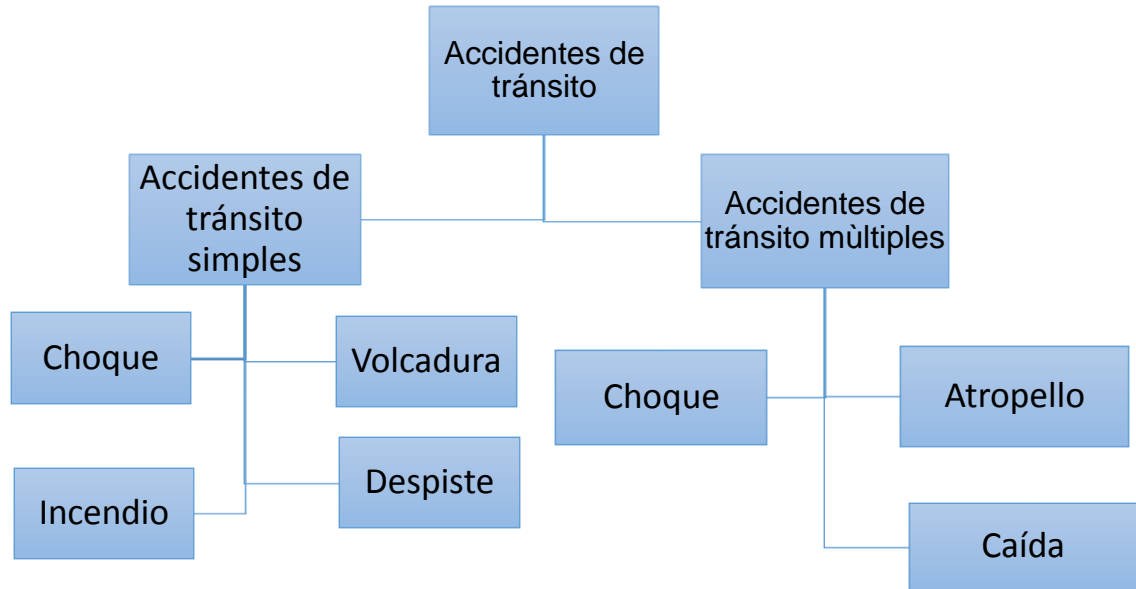 Accidentes de
tránsito
Accidentes de
tránsito
simples
Accidentes de
tránsito mùltiples
Choque
Volcadura
Incendio
Despiste
Choque
Atropello
Caída